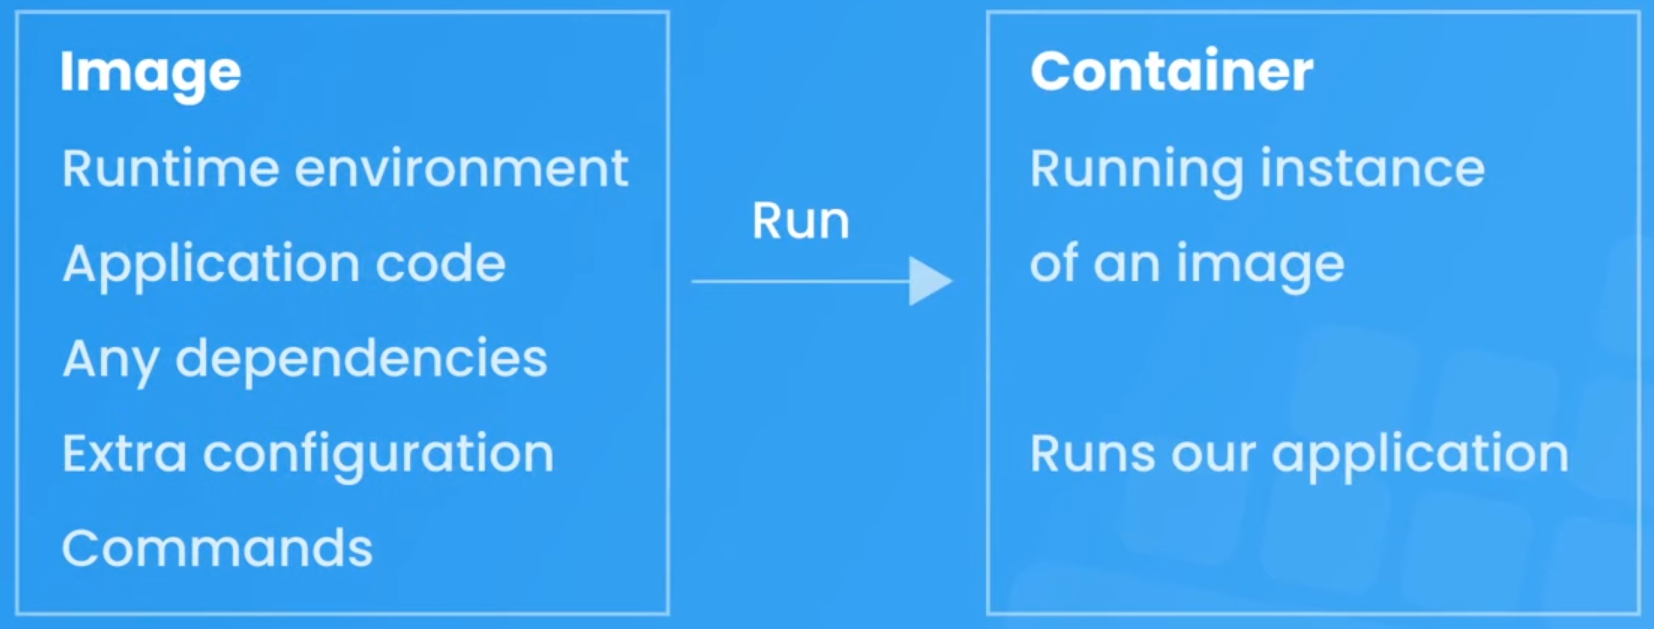 Image
Runtime environment
Application code
Any dependencies
Extra configuration
Commands
Run
Container
Running instance
of an image
Runs our application